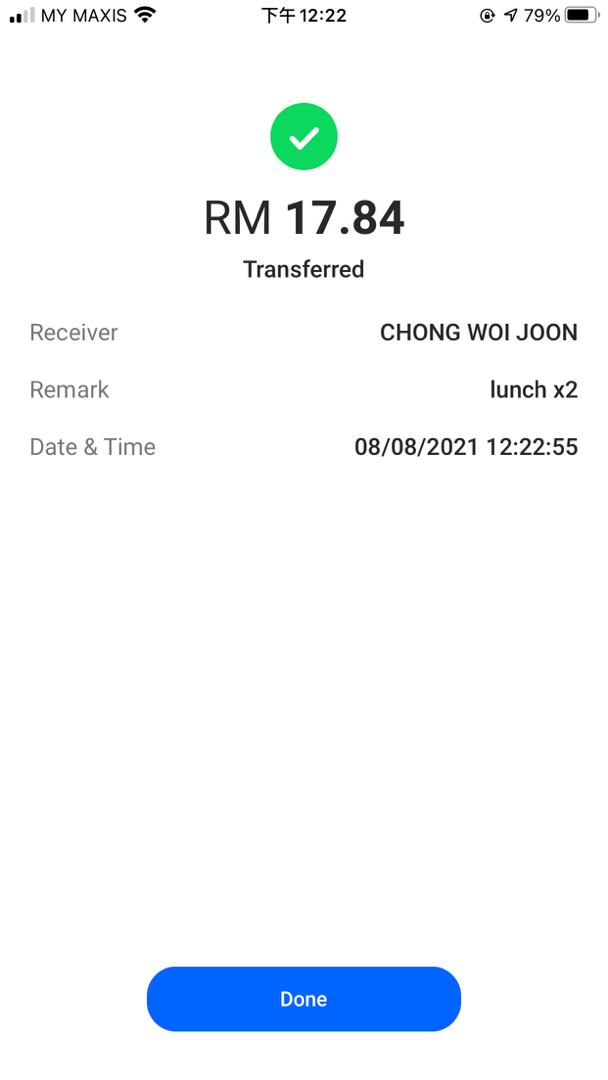 MY MAXIS 下午 12:22 79%
RM 17.84
Transferred
Receiver CHONG WOI JOON
Remark lunch x2
Date & Time 08/08/2021 12:22:55
Done